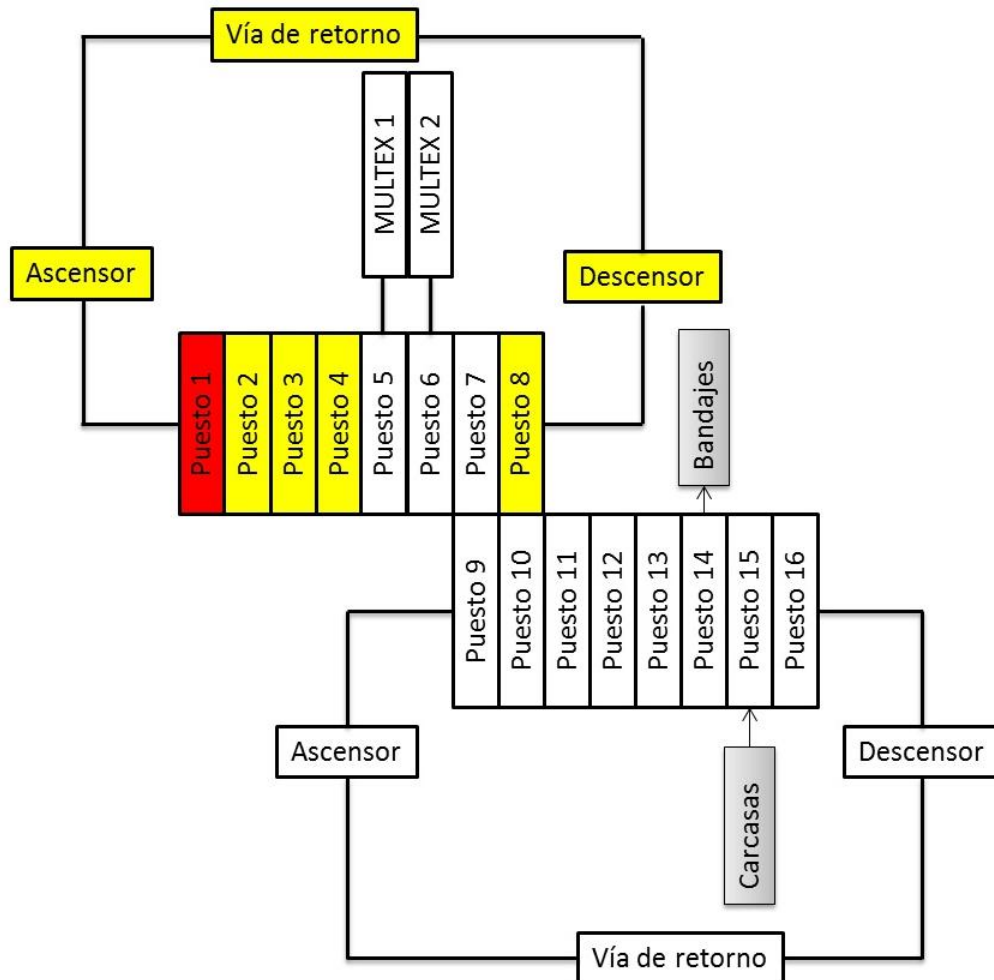 Vía de retorno
MULTEX 1
MULTEX 2
Ascensor
Descensor
Puesto 1
Puesto 2
Puesto 3
Puesto 4
Puesto 5
Puesto 6
Puesto 7
Puesto 8
Bandajes
Puesto 9
Puesto 10
Puesto 11
Puesto 12
Puesto 13
Puesto 14
Puesto 15
Puesto 16
Ascensor
Descensor
Carcasas
Vía de retorno